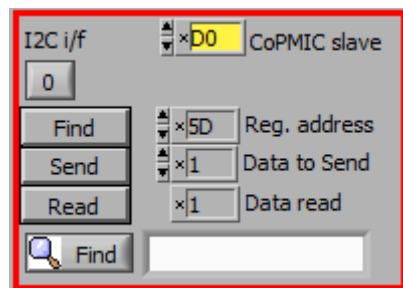 I2C i/f ×D0 CoPMIC slave
0
Find ×5D Reg. address
Send ×1 Data to Send
Read ×1 Data read
Find